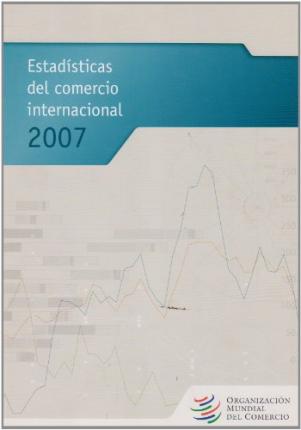 Estadísticas
del comercio
internacional
2007
ORGANIZACIÓN
MUNDIAL
DEL COMERCIO